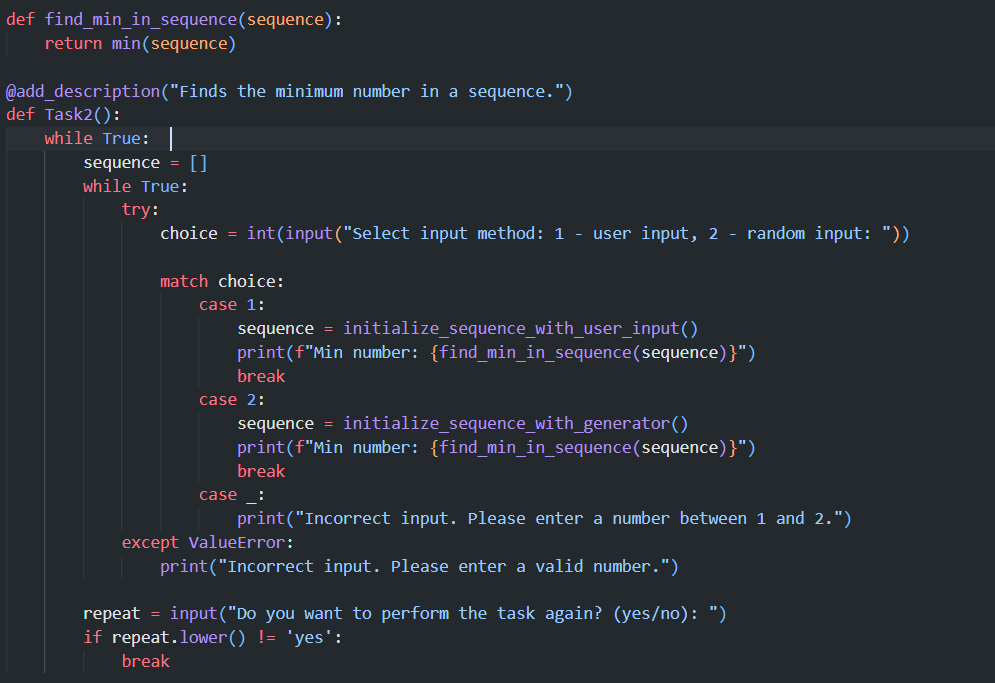 def find_min_in_sequence(sequence):
    return min(sequence)

@add_description("Finds the minimum number in a sequence.")
def Task2():
    while True:
        sequence = []
        while True:
            try:
                choice = int(input("Select input method: 1 - user input, 2 - random input: "))

                match choice:
                    case 1:
                        sequence = initialize_sequence_with_user_input()
                        print(f"Min number: {find_min_in_sequence(sequence)}")
                        break
                    case 2:
                        sequence = initialize_sequence_with_generator()
                        print(f"Min number: {find_min_in_sequence(sequence)}")
                        break
                    case _:
                        print("Incorrect input. Please enter a number between 1 and 2.")
            except ValueError:
                print("Incorrect input. Please enter a valid number.")

        repeat = input("Do you want to perform the task again? (yes/no): ")
        if repeat.lower() != 'yes':
            break